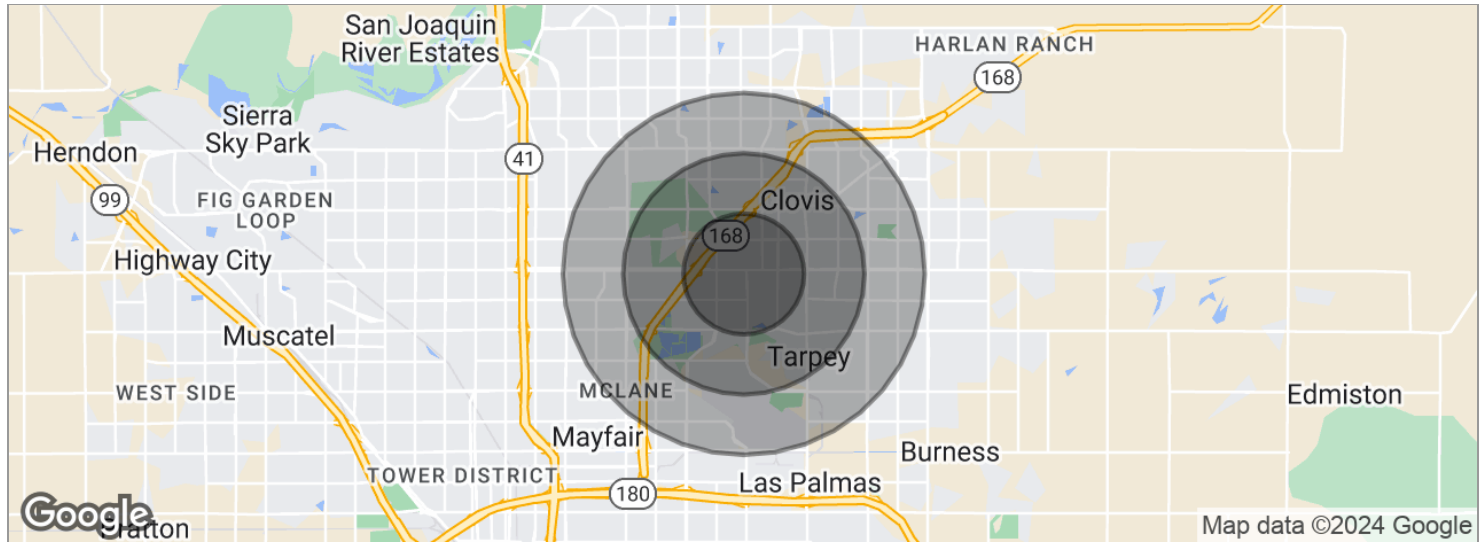 San Joaquin
River Estates
HARLAN RANCH
168
Sierra
Sky Park
Herndon
41
99
FIG GARDEN
LOOP
Clovis
168
Highway City
Muscatel
Tarpey
WEST SIDE
MCLANE
Edmiston
Mayfair
Burness
TOWER DISTRICT
Las Palmas
180
Google
Map data ©2024 Google